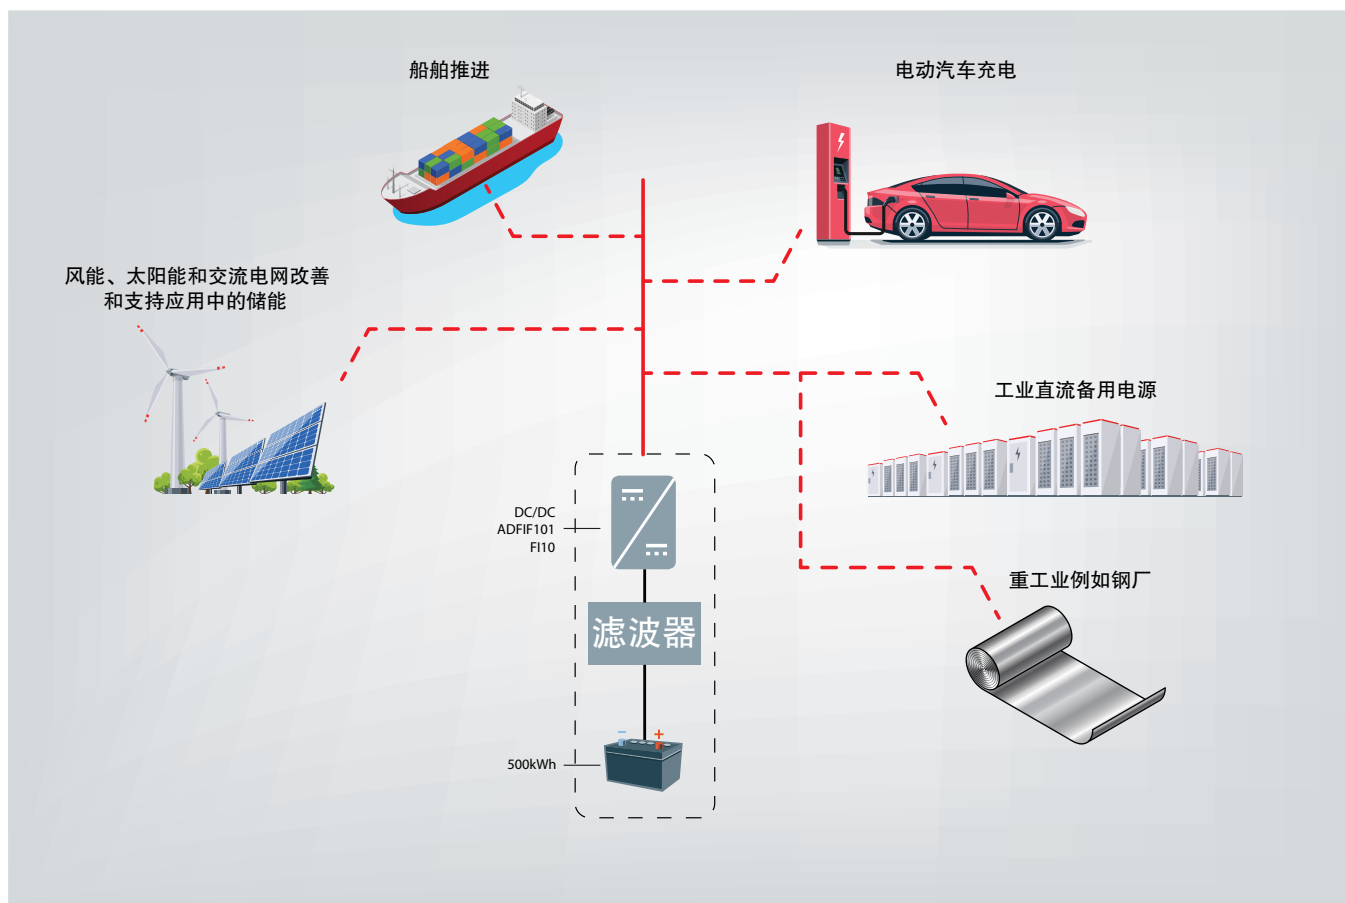 船舶推进
电动汽车充电
风能、太阳能和交流电网改善
和支持应用中的储能
工业直流备用电源
DC/DC
ADFIF101
FI10
重工业例如钢厂
滤波器
500kWh